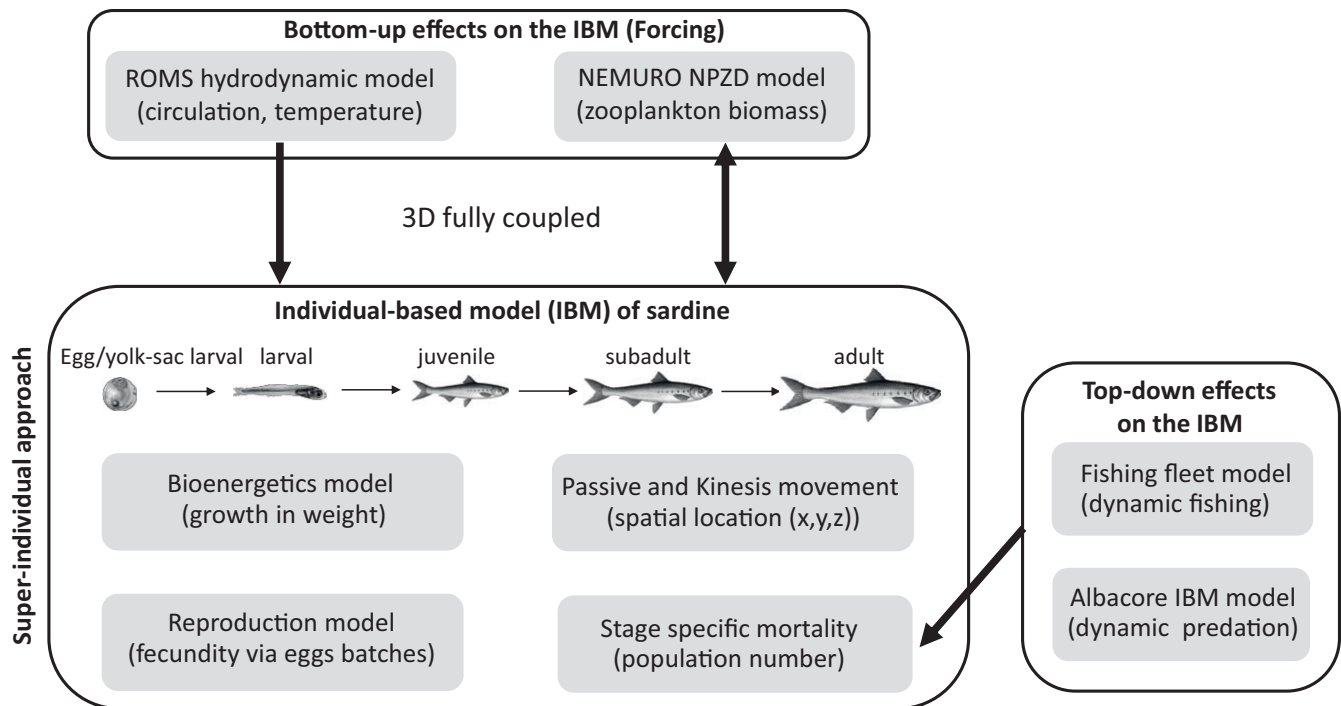 Bottom-up effects on the IBM (Forcing)
ROMS hydrodynamic model
(circulation, temperature)
NEMURO NPZD model
(zooplankton biomass)
3D fully coupled
Super-individual approach
Individual-based model (IBM) of sardine
Egg/yolk-sac larval
larval
juvenile
subadult
adult
Bioenergetics model
(growth in weight)
Passive and Kinesis movement
(spatial location (x,y,z))
Reproduction model
(fecundity via eggs batches)
Stage specific mortality
(population number)
Top-down effects
on the IBM
Fishing fleet model
(dynamic fishing)
Albacore IBM model
(dynamic predation)